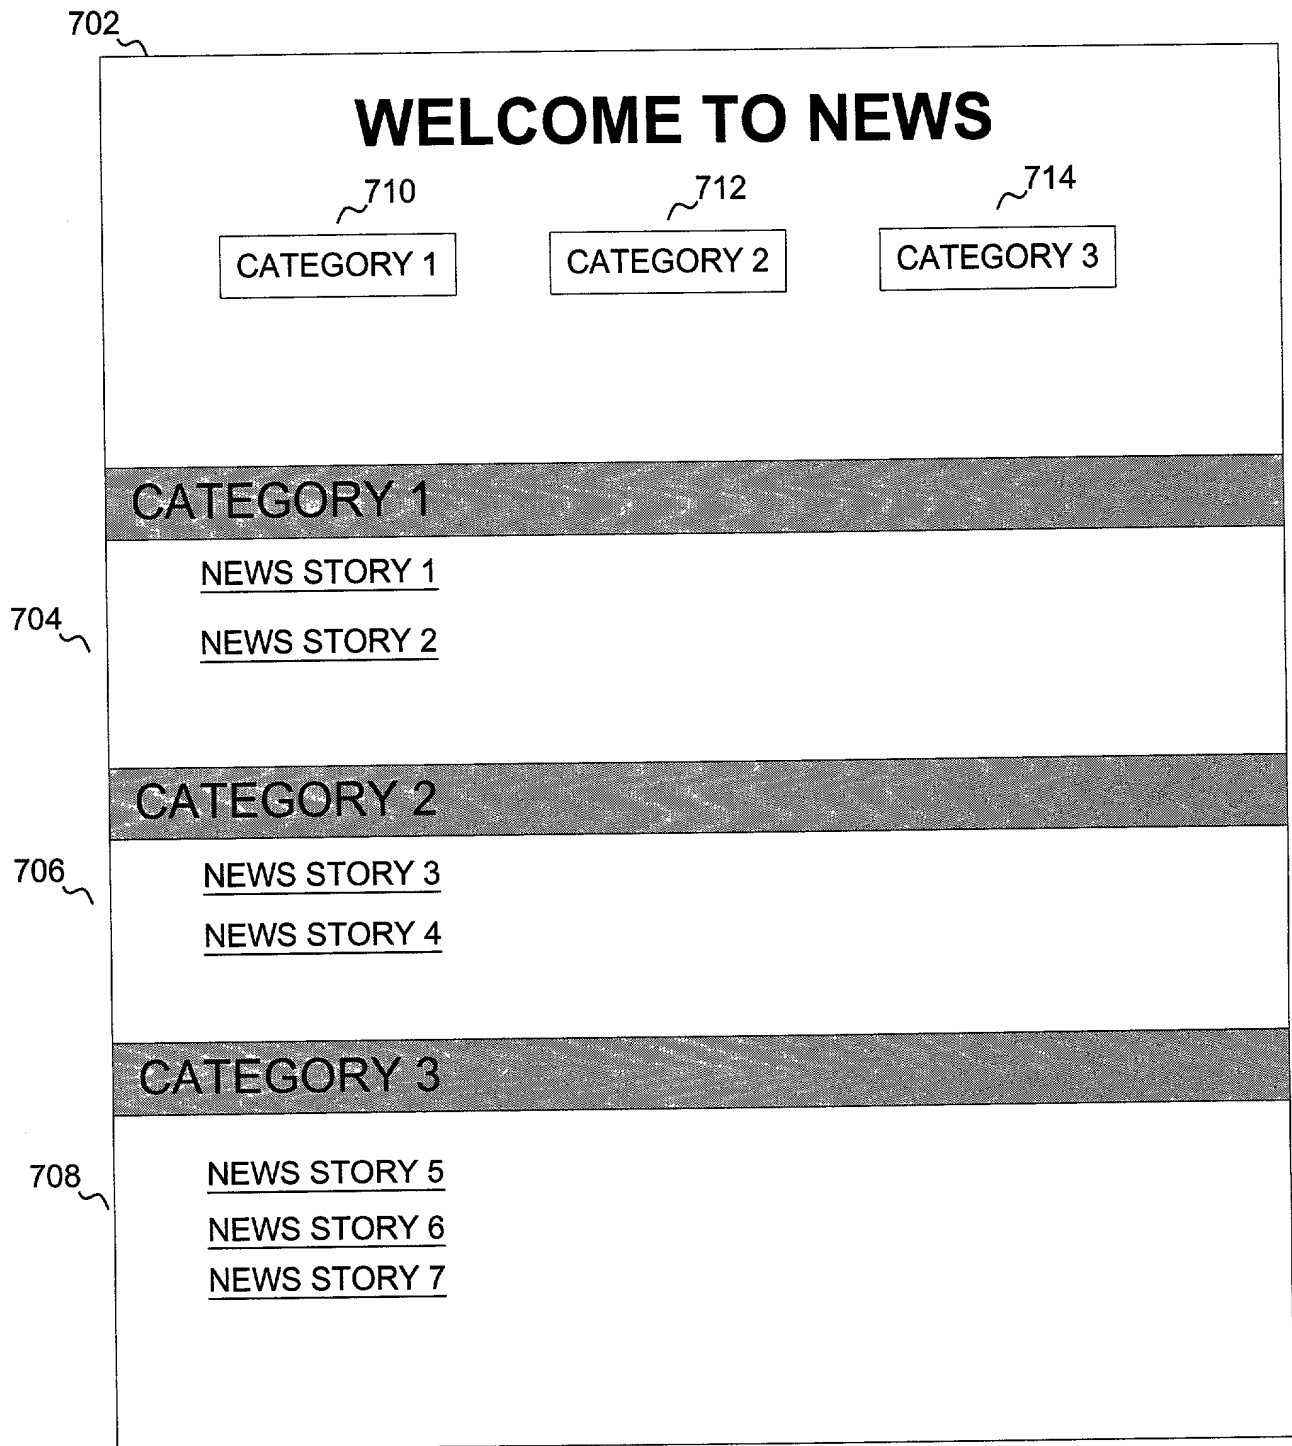 702
WELCOME TO NEWS
710 712 714
CATEGORY 1 CATEGORY 2 CATEGORY 3
CATEGORY 1
NEWS STORY 1
704
NEWS STORY 2
CATEGORY 2
706
NEWS STORY 3
NEWS STORY 4
CATEGORY 3
708
NEWS STORY 5
NEWS STORY 6
NEWS STORY 7